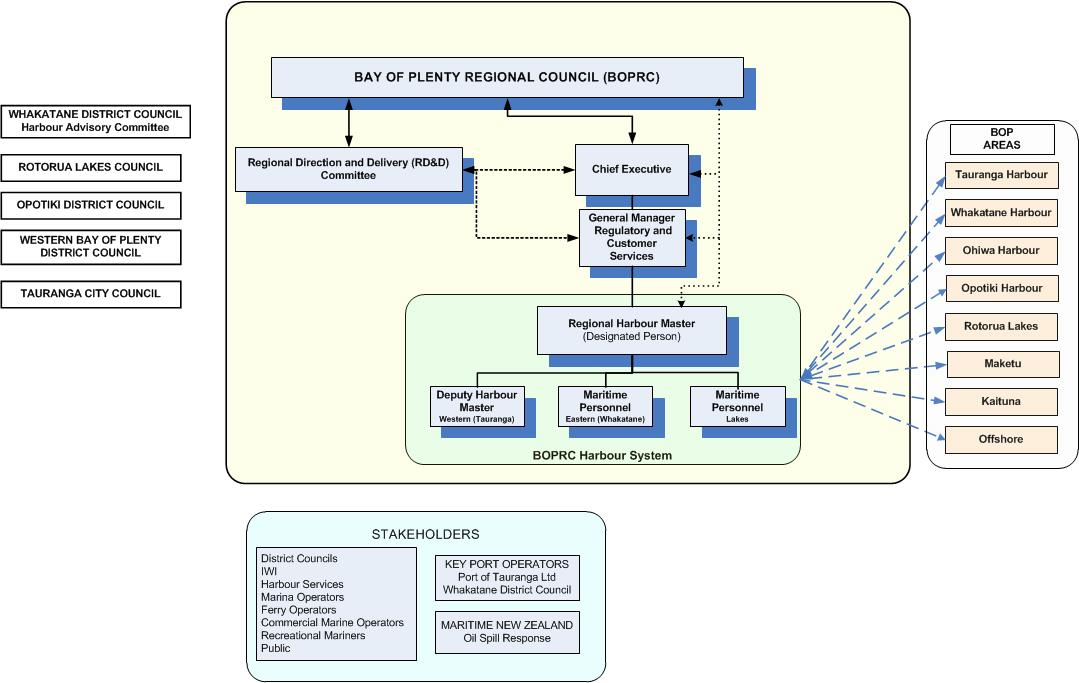 BAY OF PLENTY REGIONAL COUNCIL (BOPRC)
WHAKATANE DISTRICT COUNCIL
Harbour Advisory Committee
ROTORUA LAKES COUNCIL
OPOTIKI DISTRICT COUNCIL
WESTERN BAY OF PLENTY
DISTRICT COUNCIL
TAURANGA CITY COUNCIL
Regional Direction and Delivery (RD&D)
Committee
Chief Executive
General Manager
Regulatory and
Customer
Services
Regional Harbour Master
(Designated Person)
Deputy Harbour
Master
Western (Tauranga)
Maritime
Personnel
Eastern (Whakatane)
Maritime
Personnel
Lakes
BOPRC Harbour System
BOP
AREAS
Tauranga Harbour
Whakatane Harbour
Ohiwa Harbour
Opotiki Harbour
Rotorua Lakes
Maketu
Kaituna
Offshore
STAKEHOLDERS
District Councils
IWI
Harbour Services
Marina Operators
Ferry Operators
Commercial Marine Operators
Recreational Mariners
Public
KEY PORT OPERATORS
Port of Tauranga Ltd
Whakatane District Council
MARITIME NEW ZEALAND
Oil Spill Response